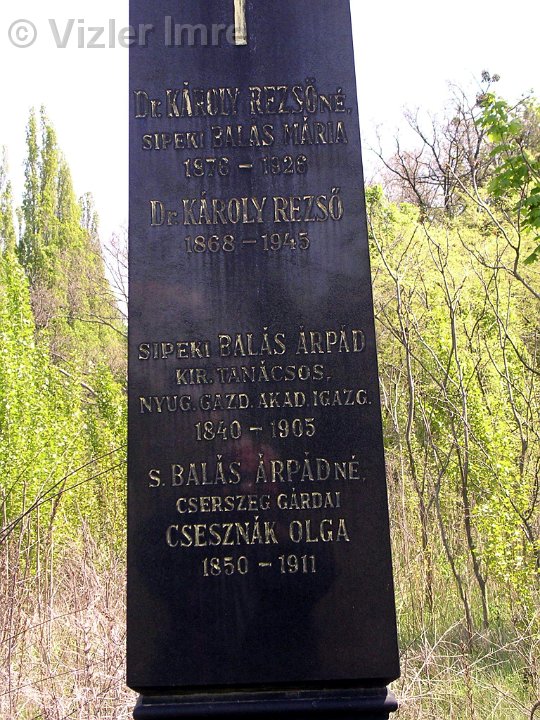 © Vizler Imre
Dr. KÁROLY REZSŐNÉ,
SIPEKI BALÁS MÁRIA
1876 – 1926
Dr. KÁROLY REZSŐ
1868 – 1945
SIPEKI BALÁS ÁRPÁD
KIR. TANÁCSOS,
NYUG. GAZD. AKAD. IGAZG.
1840 – 1905
S. BALÁS ÁRPÁDNÉ,
CSERSZEG GÁRDAI
CSESZNÁK OLGA
1850 – 1911